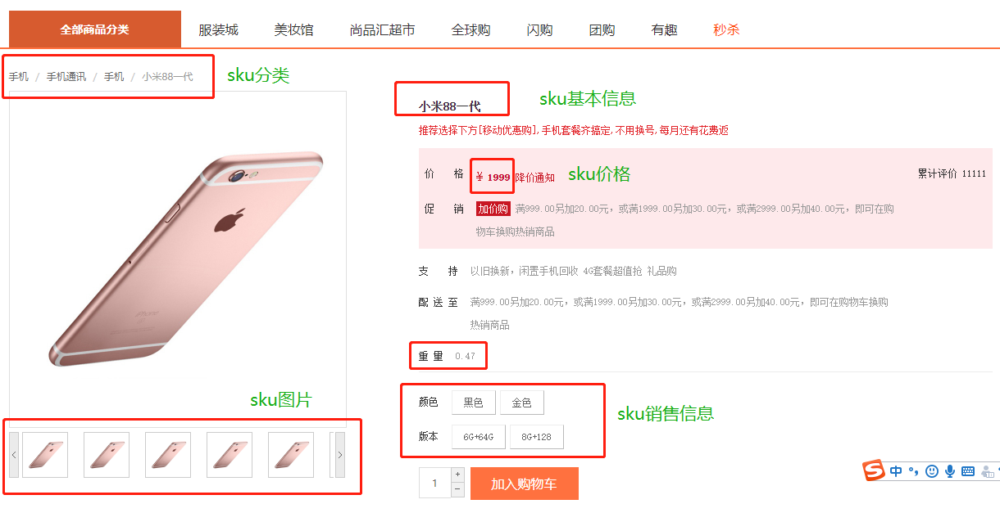 全部商品分类 服装城 美妆馆 尚品汇超市 全球购 闪购 团购 有趣 秒杀
手机 / 手机通讯 / 手机 / 小米88一代
sku分类
小米88一代
sku基本信息
推荐选择下方[移动优惠购],手机套餐齐搞定,不用换号,每月还有花费返
价 格 ¥ 1999 降价通知
sku价格
累计评价 11111
促 销 加价购 满999.00另加20.00元，或满1999.00另加30.00元，或满2999.00另加40.00元，即可在购
物车换购热销商品
支 持 以旧换新，闲置手机回收 4G套餐超值抢 礼品购
配 送 至 满999.00另加20.00元，或满1999.00另加30.00元，或满2999.00另加40.00元，即可在购物车换购
热销商品
重 量 0.47
iPhone
sku图片
颜色 黑色 金色
sku销售信息
版本 6G+64G 8G+128
1 + -
加入购物车
S 中